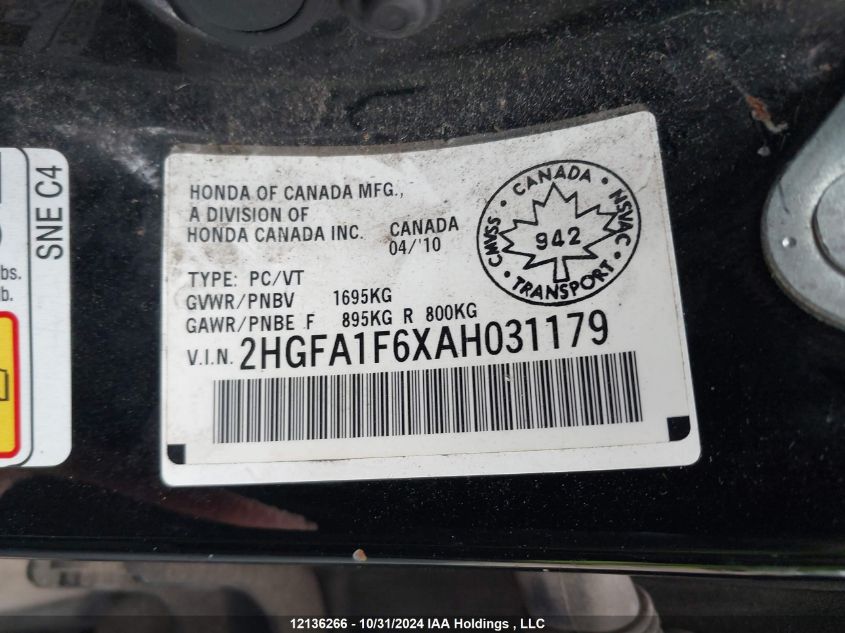 SNE C4
bs.
b.
HONDA OF CANADA MFG.,
A DIVISION OF
HONDA CANADA INC. CANADA
04/'10
TYPE: PC/VT
GVWR/PNBV 1695KG
GAWR/PNBE F 895KG R 800KG
V.I.N. 2HGFA1F6XAH031179
CANADA
CMVSS • NSVAC
942
TRANSPORT
12136266 - 10/31/2024 IAA Holdings , LLC